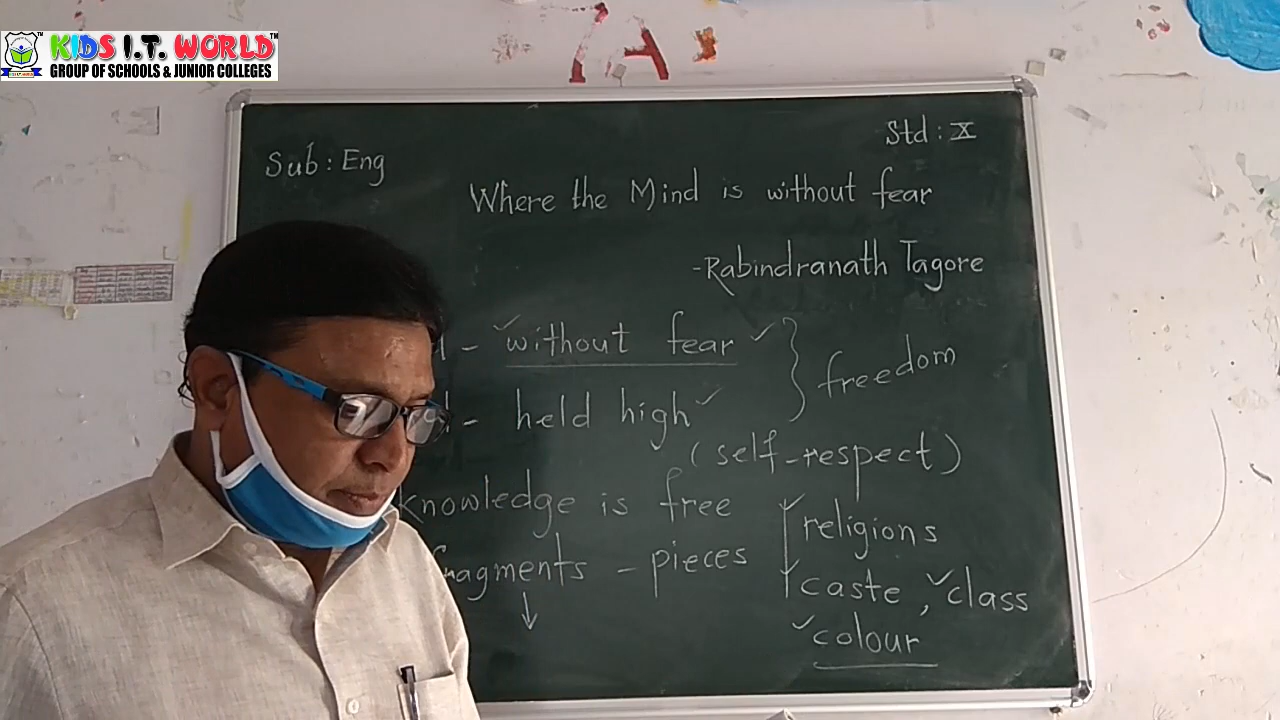 KIDS I.T. WORLD
GROUP OF SCHOOLS & JUNIOR COLLEGES
(A)
Sub : Eng
Std : X
Where the Mind is without fear
-Rabindranath Tagore
- without fear
freedom
- held high
(self-respect)
knowledge is free
religions
fragments - pieces
caste, class
colour